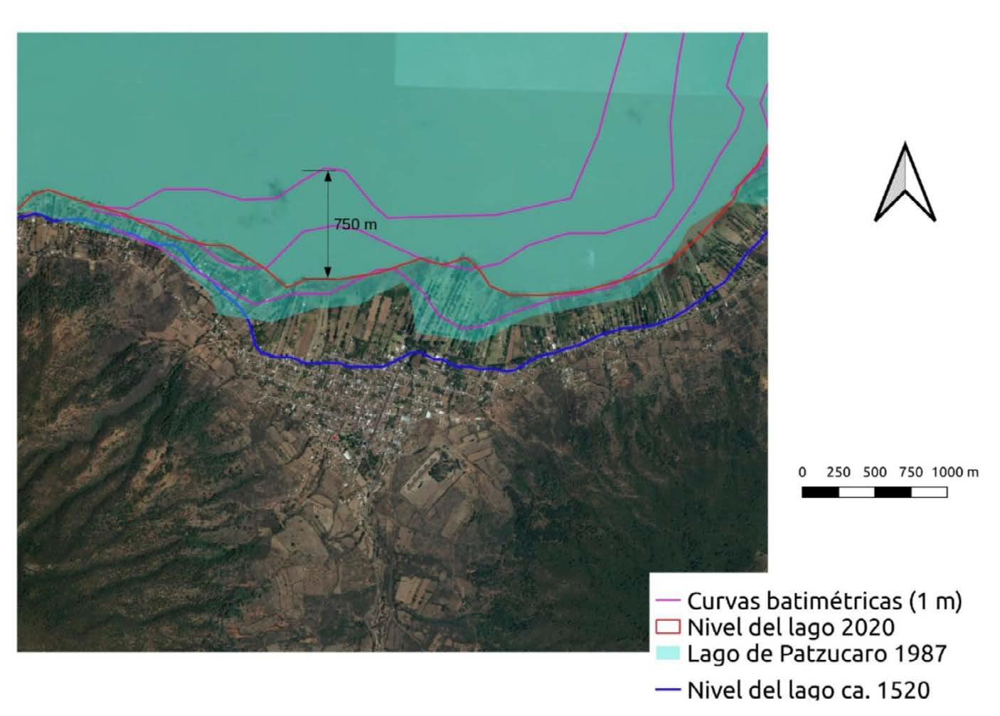 750 m
0 250 500 750 1000 m
Curvas batimétricas (1 m)
Nivel del lago 2020
Lago de Patzucaro 1987
Nivel del lago ca. 1520